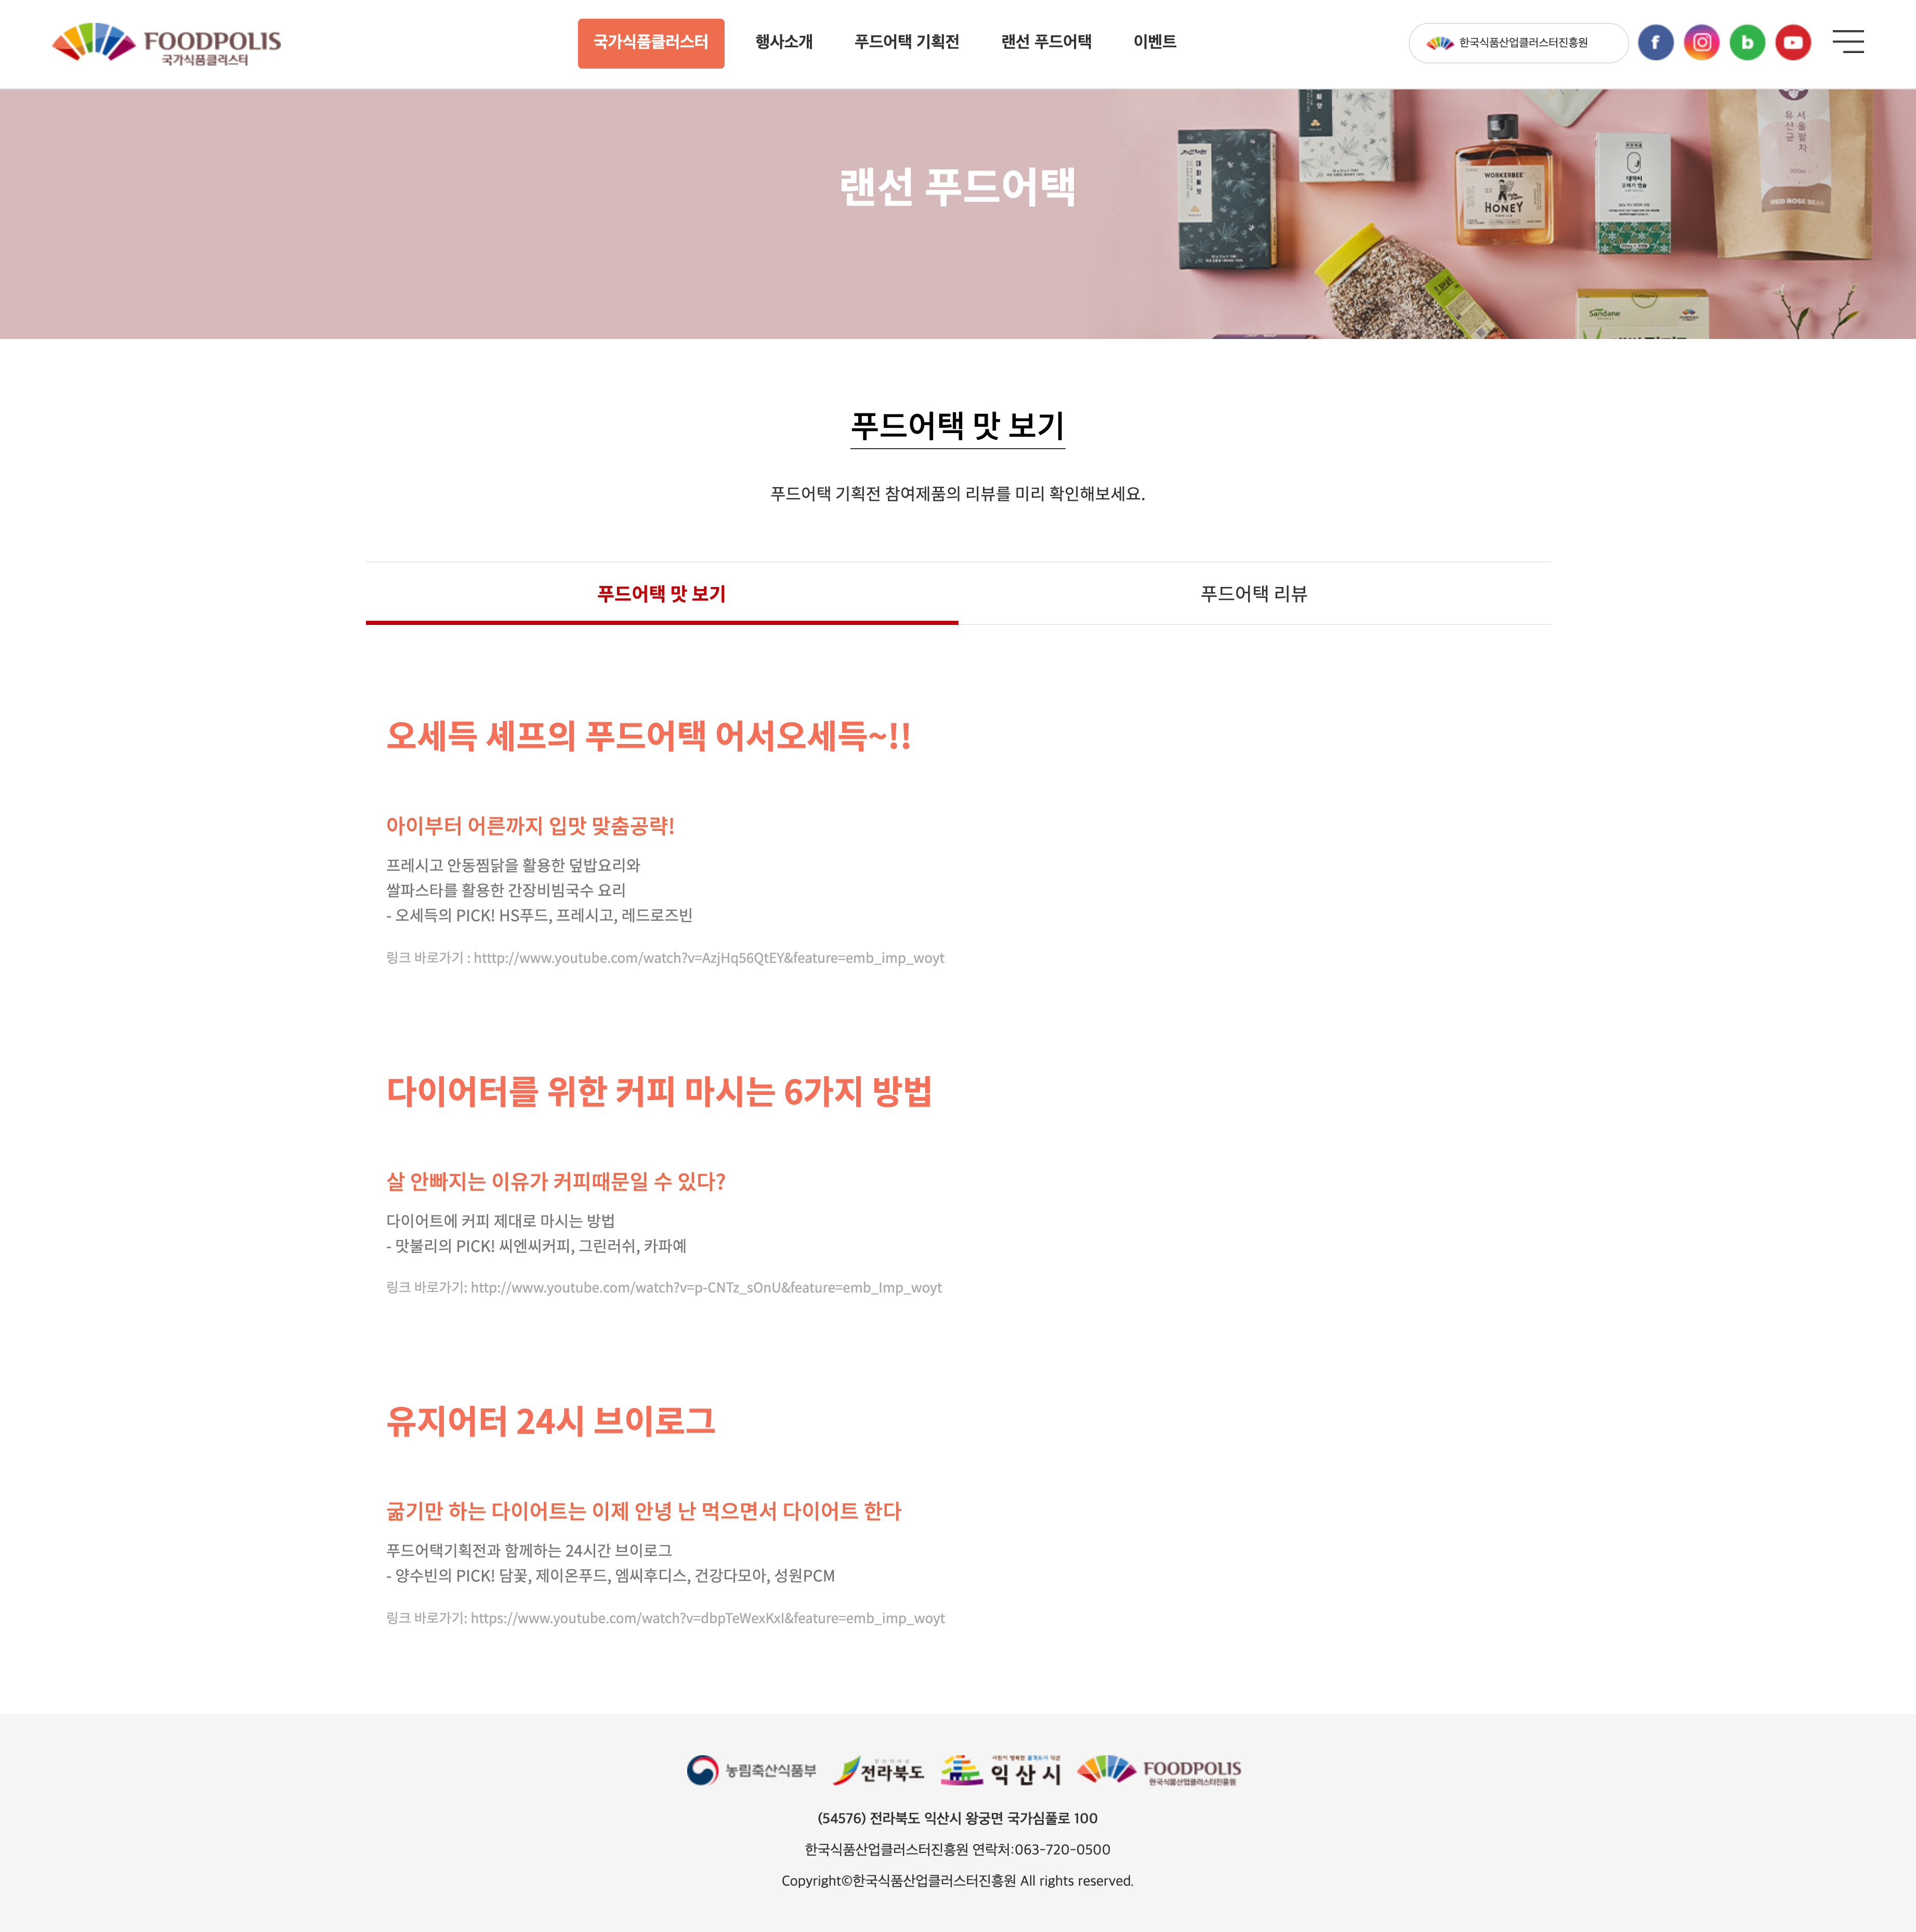 FOODPOLIS
국가식품클러스터
국가식품클러스터
행사소개
푸드어택 기획전
랜선 푸드어택
이벤트
한국식품산업클러스터진흥원
랜선 푸드어택
WORKERBEE
HONEY
서울팥차
유산균
RED ROSE BEAN
Sandane
푸드어택 맛 보기
푸드어택 기획전 참여제품의 리뷰를 미리 확인해보세요.
푸드어택 맛 보기
푸드어택 리뷰
오세득 셰프의 푸드어택 어서오세득~!!
아이부터 어른까지 입맛 맞춤공략!
프레시고 안동찜닭을 활용한 덮밥요리와
쌀파스타를 활용한 간장비빔국수 요리
- 오세득의 PICK! HS푸드, 프레시고, 레드로즈빈
링크 바로가기 : htttp://www.youtube.com/watch?v=AzjHq56QtEY&feature=emb_imp_woyt
다이어터를 위한 커피 마시는 6가지 방법
살 안빠지는 이유가 커피때문일 수 있다?
다이어트에 커피 제대로 마시는 방법
- 맛불리의 PICK! 씨엔씨커피, 그린러쉬, 카파예
링크 바로가기: http://www.youtube.com/watch?v=p-CNTz_sOnU&feature=emb_Imp_woyt
유지어터 24시 브이로그
굶기만 하는 다이어트는 이제 안녕 난 먹으면서 다이어트 한다
푸드어택기획전과 함께하는 24시간 브이로그
- 양수빈의 PICK! 담꽃, 제이온푸드, 엠씨후디스, 건강다모아, 성원PCM
링크 바로가기: https://www.youtube.com/watch?v=dbpTeWexKxI&feature=emb_imp_woyt
농림축산식품부
전라북도
익산시
FOODPOLIS
한국식품산업클러스터진흥원
(54576) 전라북도 익산시 왕궁면 국가심풀로 100
한국식품산업클러스터진흥원 연락처:063-720-0500
Copyright©한국식품산업클러스터진흥원 All rights reserved.